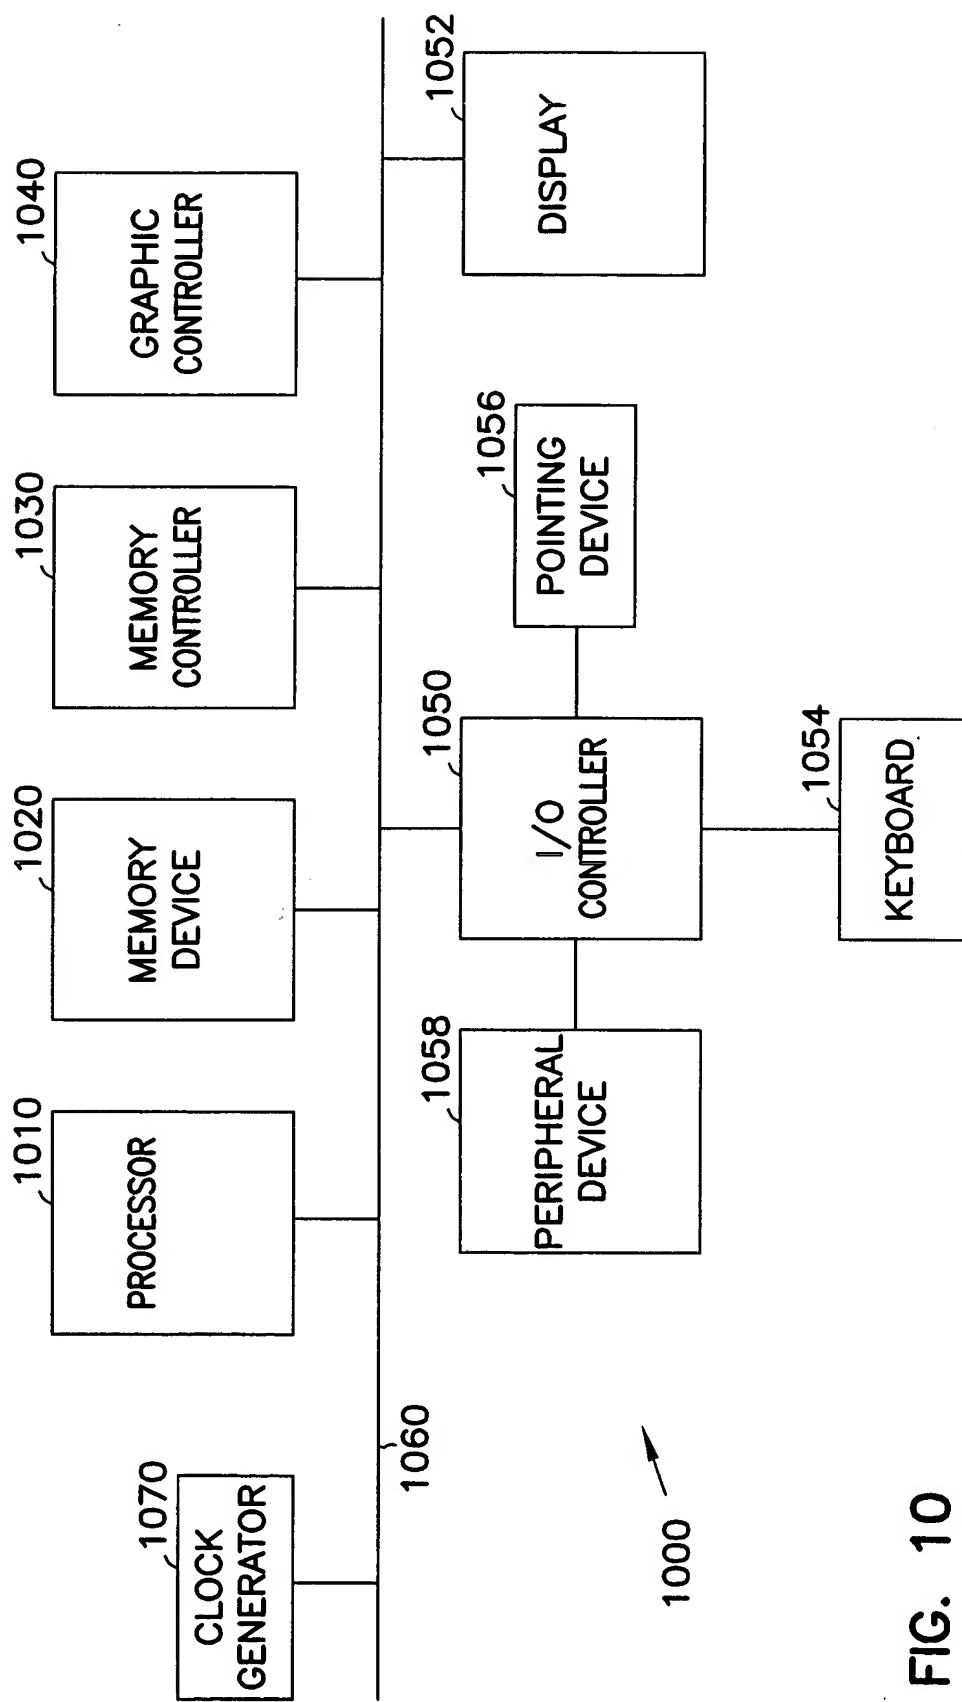 1070
CLOCK
GENERATOR
1010
PROCESSOR
1020
MEMORY
DEVICE
1030
MEMORY
CONTROLLER
1040
GRAPHIC
CONTROLLER
1060
1058
PERIPHERAL
DEVICE
1050
I/O
CONTROLLER
1056
POINTING
DEVICE
1052
DISPLAY
1054
KEYBOARD
1000
FIG. 10